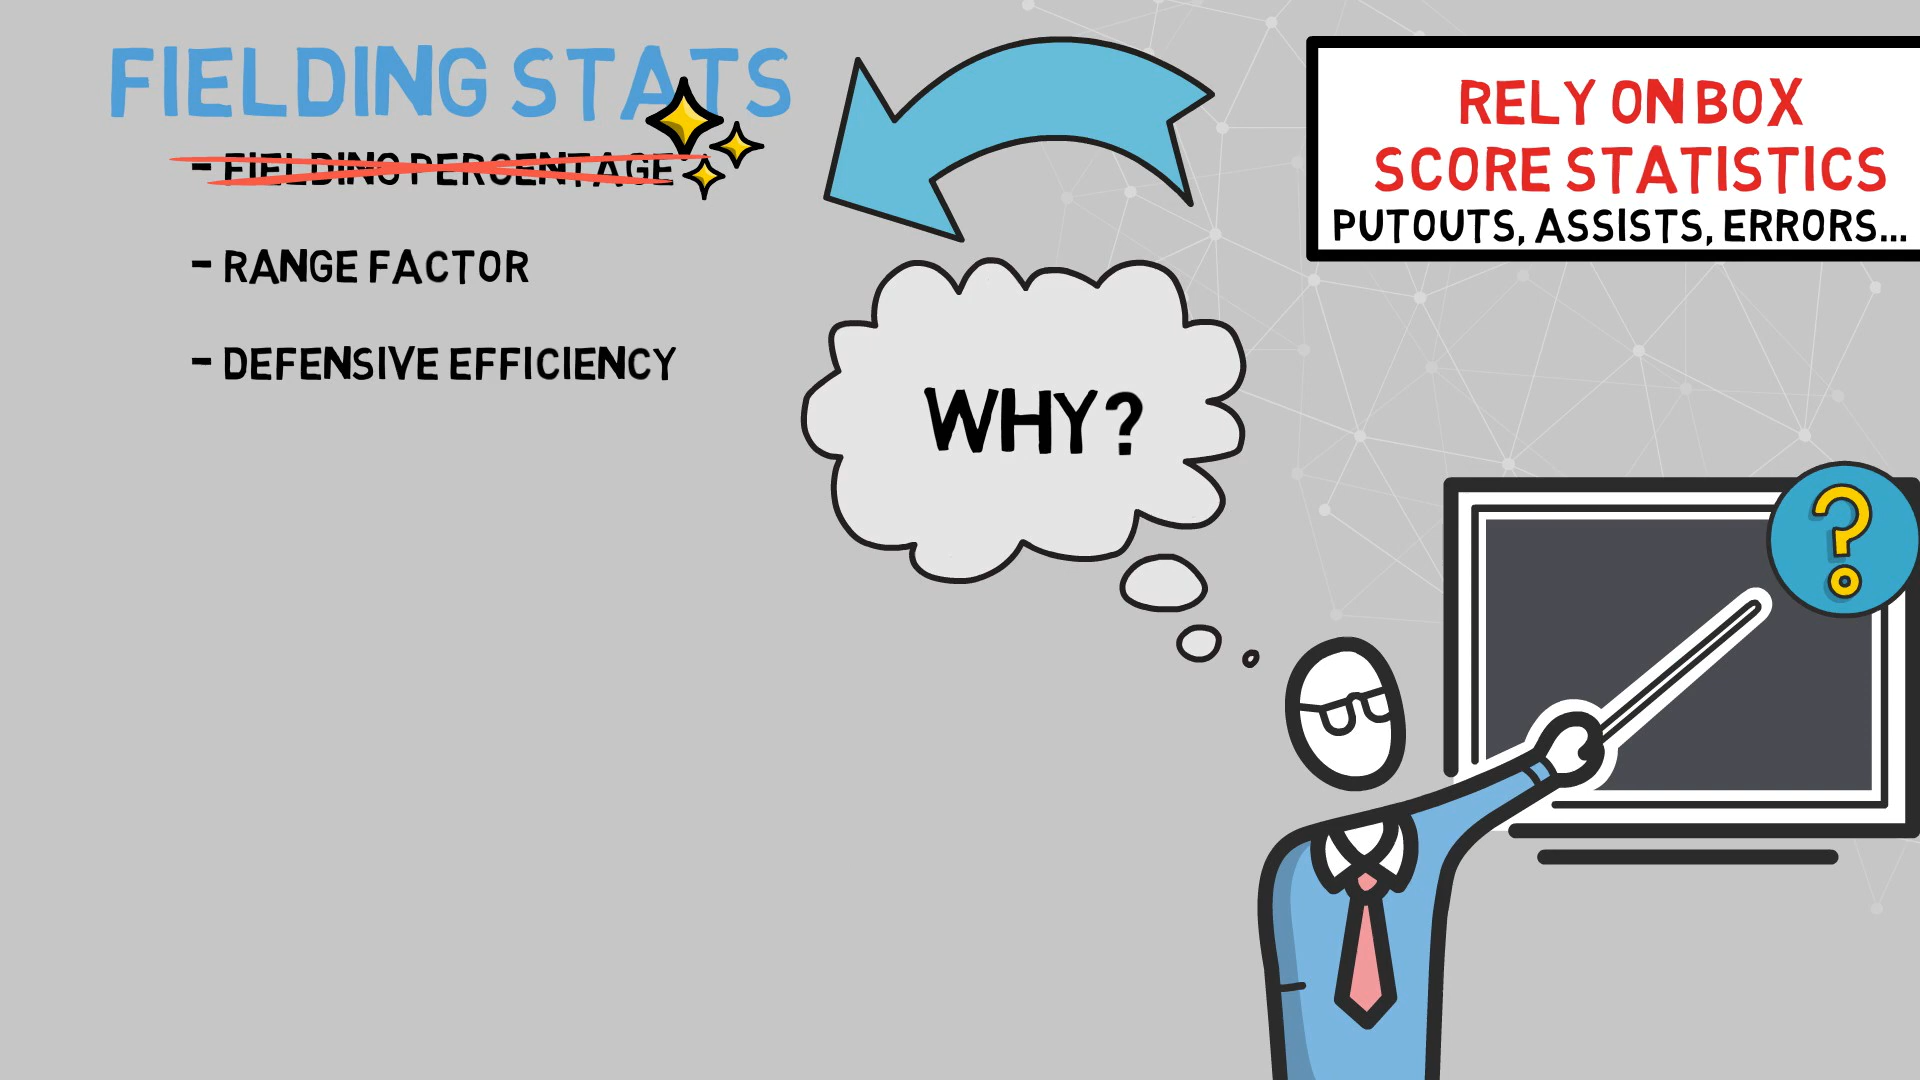 FIELDING STATS
- FIELDING PERCENTAGE
- RANGE FACTOR
- DEFENSIVE EFFICIENCY
RELY ON BOX
SCORE STATISTICS
PUTOUTS, ASSISTS, ERRORS...
WHY?
?